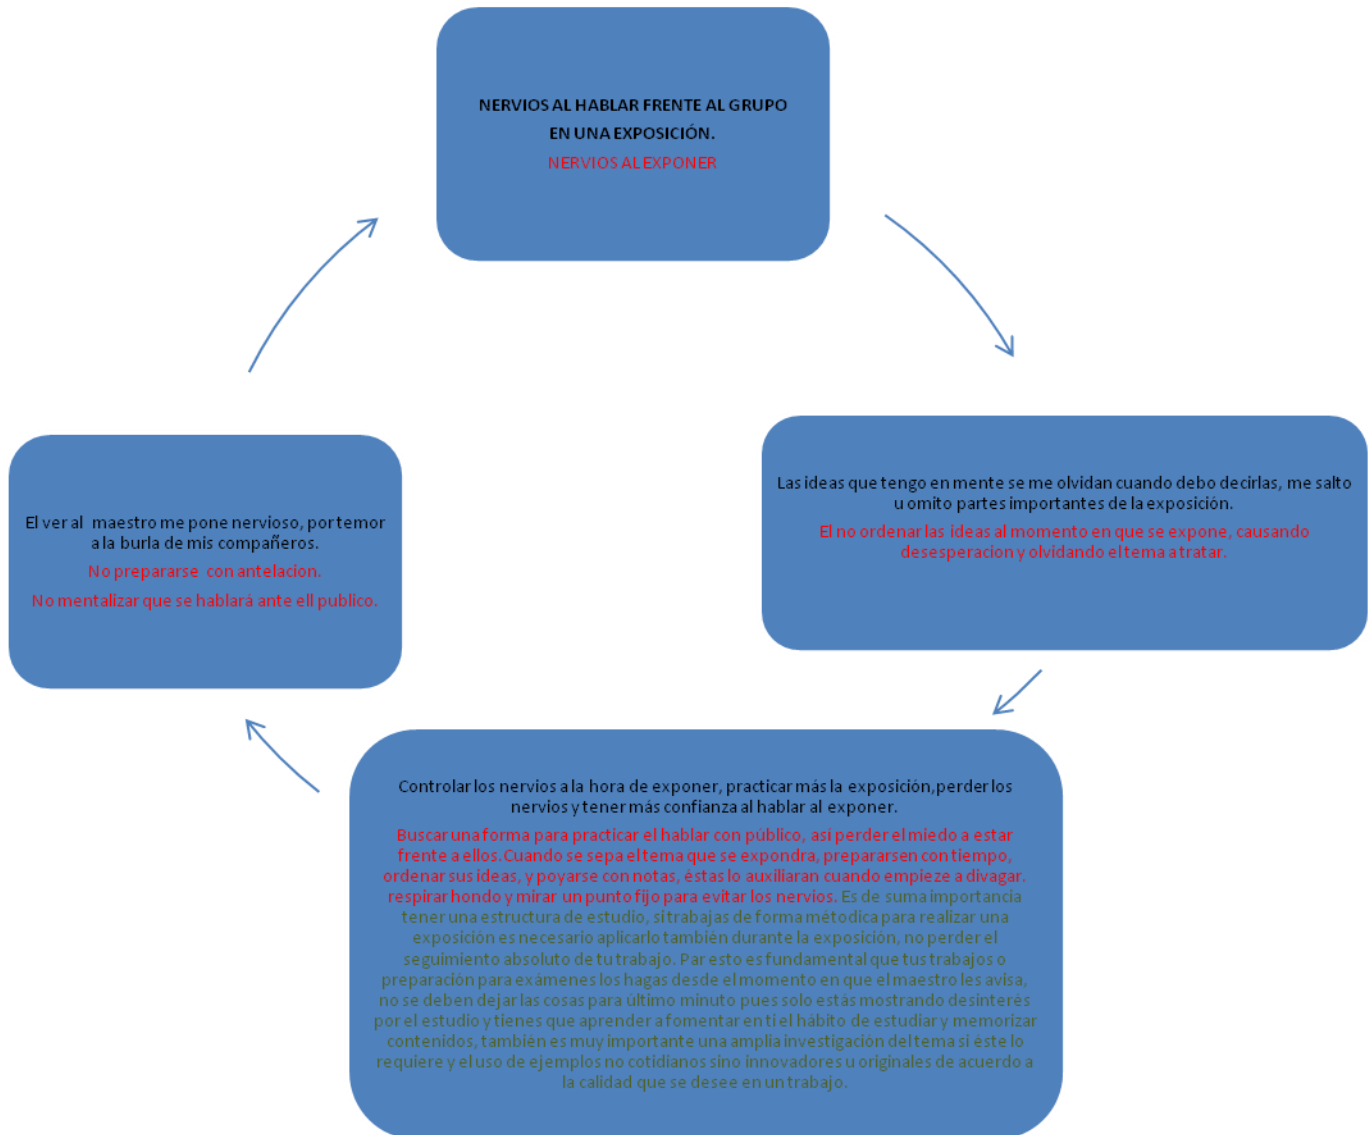 NERVIOS AL HABLAR FRENTE AL GRUPO
EN UNA EXPOSICIÓN.
NERVIOS AL EXPONER
Las ideas que tengo en mente se me olvidan cuando debo decirlas, me salto
u omito partes importantes de la exposición.
El no ordenar las ideas al momento en que se expone, causando
desesperacion y olvidando el tema a tratar.
Controlar los nervios a la hora de exponer, practicar más la exposición,perder los
nervios y tener más confianza al hablar al exponer.
Buscar una forma para practicar el hablar con público, así perder el miedo a estar
frente a ellos. Cuando se sepa el tema que se expondra, prepararsen con tiempo,
ordenar sus ideas, y poyarse con notas, éstas lo auxiliaran cuando empieze a divagar.
respirar hondo y mirar un punto fijo para evitar los nervios. Es de suma importancia
tener una estructura de estudio, si trabajas de forma métodica para realizar una
exposición es necesario aplicarlo también durante la exposición, no perder el
seguimiento absoluto de tu trabajo. Par esto es fundamental que tus trabajos o
preparación para exámenes los hagas desde el momento en que el maestro les avisa,
no se deben dejar las cosas para último minuto pues solo estás mostrando desinterés
por el estudio y tienes que aprender a fomentar en ti el hábito de estudiar y memorizar
contenidos, también es muy importante una amplia investigación del tema si éste lo
requiere y el uso de ejemplos no cotidianos sino innovadores u originales de acuerdo a
la calidad que se desee en un trabajo.
El ver al maestro me pone nervioso, por temor
a la burla de mis compañeros.
No prepararse con antelacion.
No mentalizar que se hablará ante ell publico.